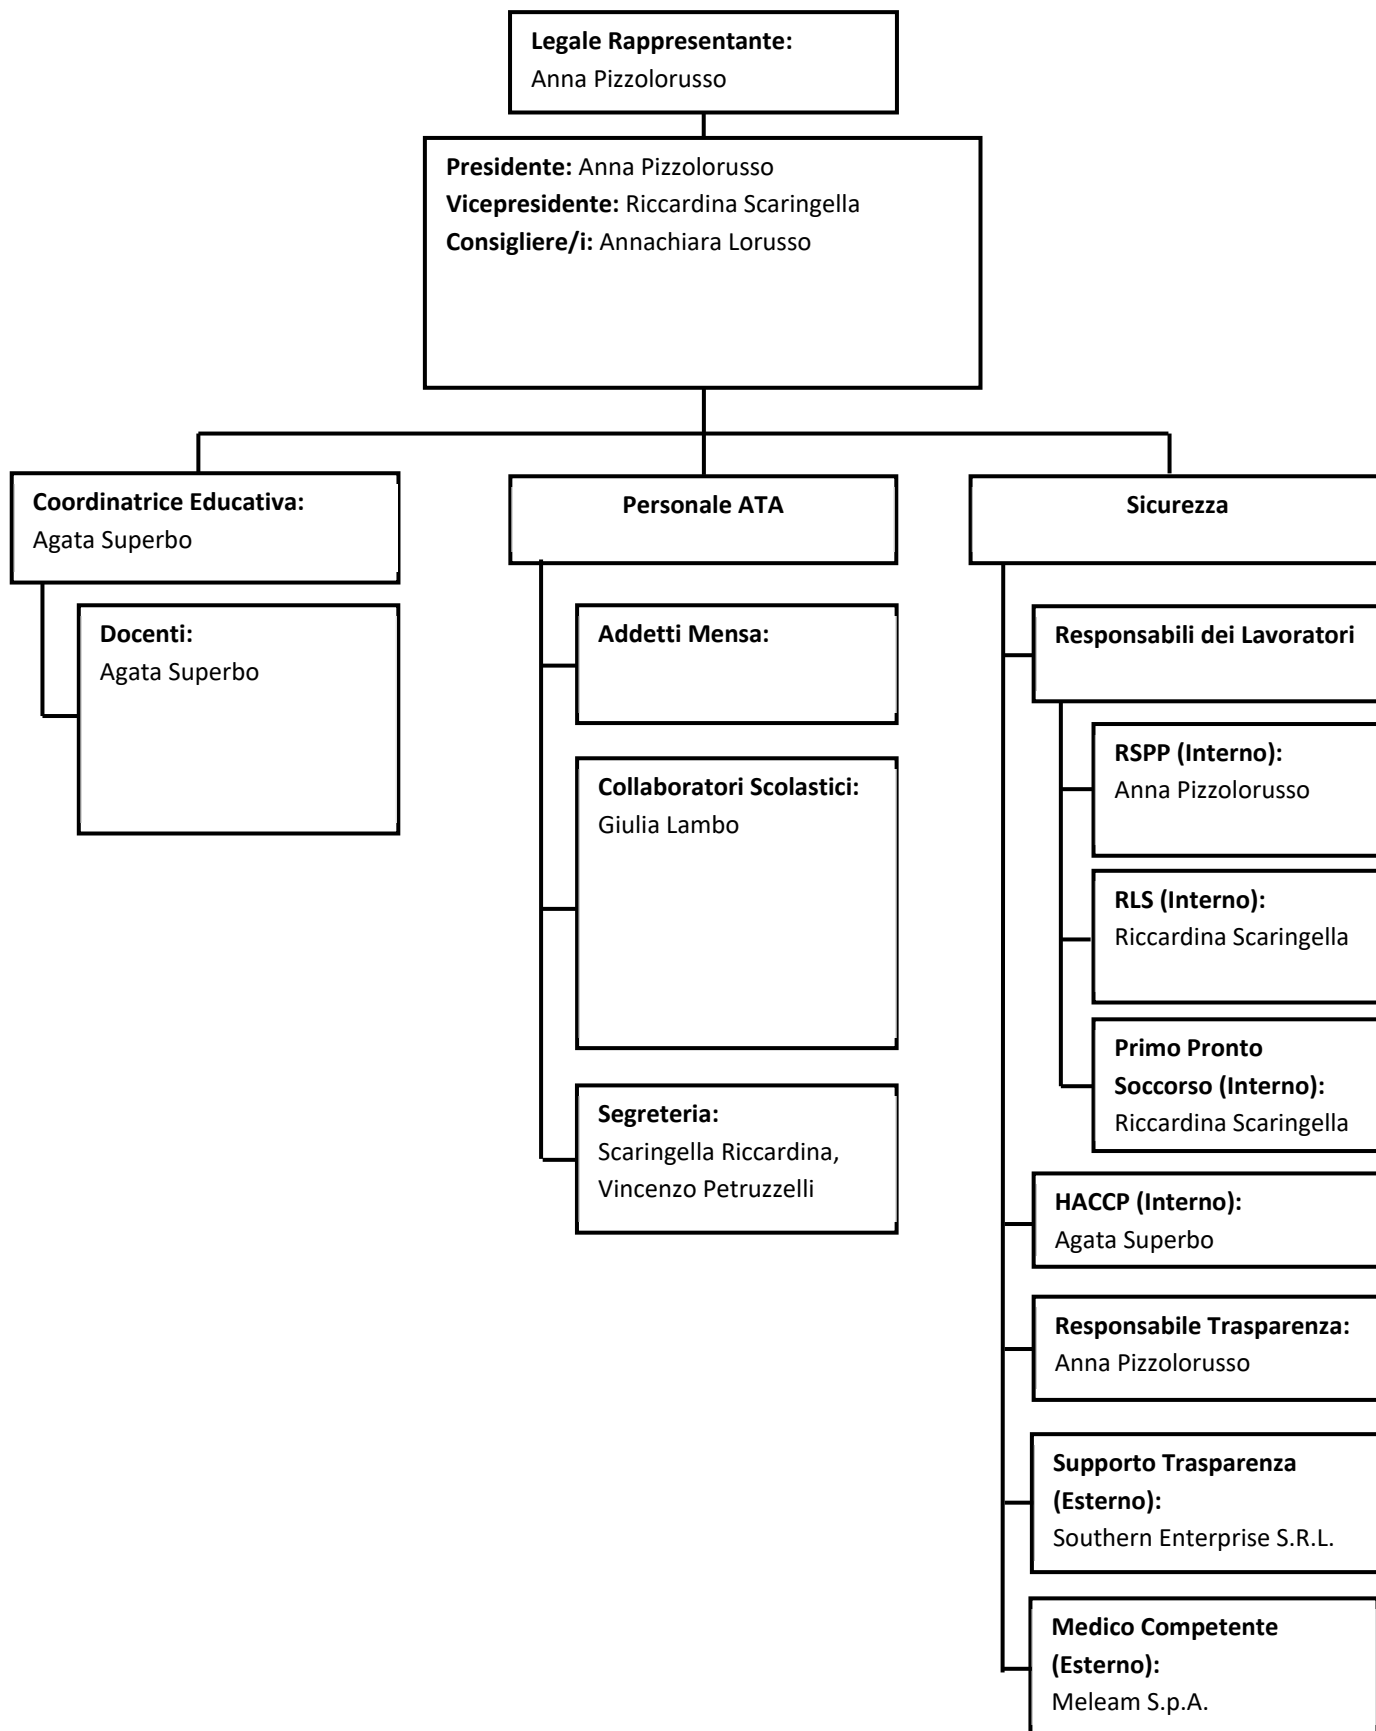 Legale Rappresentante:
Anna Pizzolorusso
Presidente: Anna Pizzolorusso
Vicepresidente: Riccardina Scaringella
Consigliere/i: Annachiara Lorusso
Coordinatrice Educativa:
Agata Superbo
Docenti:
Agata Superbo
Personale ATA
Addetti Mensa:
Collaboratori Scolastici:
Giulia Lambo
Segreteria:
Scaringella Riccardina,
Vincenzo Petruzzelli
Sicurezza
Responsabili dei Lavoratori
RSPP (Interno):
Anna Pizzolorusso
RLS (Interno):
Riccardina Scaringella
Primo Pronto
Soccorso (Interno):
Riccardina Scaringella
HACCP (Interno):
Agata Superbo
Responsabile Trasparenza:
Anna Pizzolorusso
Supporto Trasparenza
(Esterno):
Southern Enterprise S.R.L.
Medico Competente
(Esterno):
Meleam S.p.A.